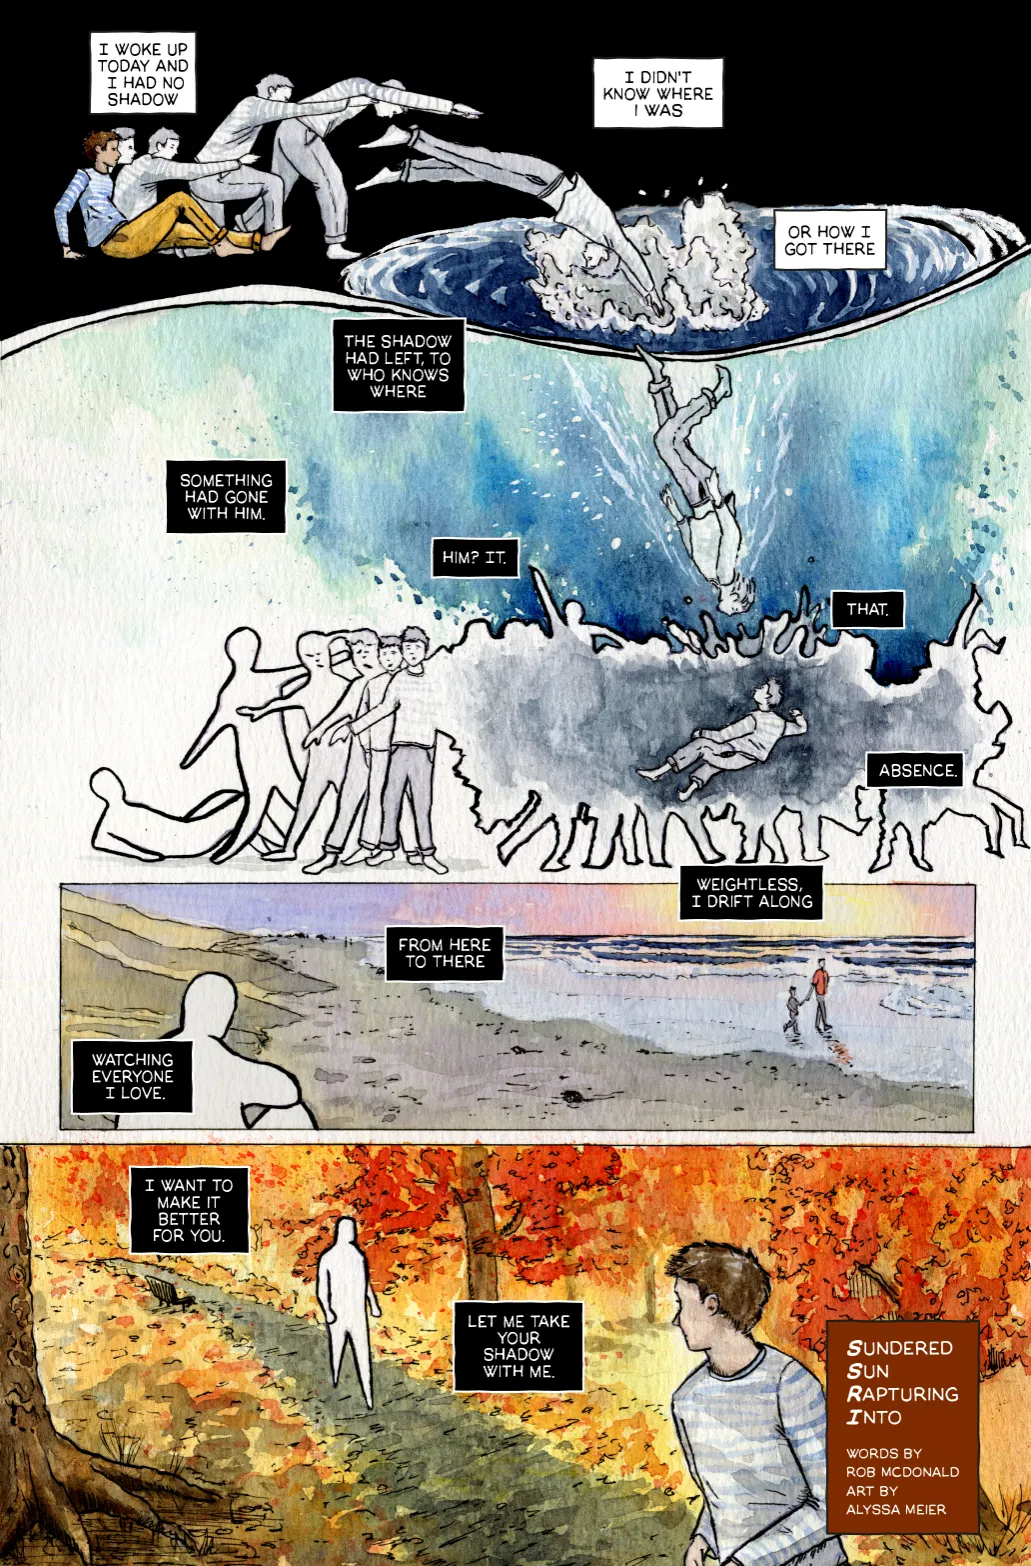 I WOKE UP
TODAY AND
I HAD NO
SHADOW
I DIDN'T
KNOW WHERE
I WAS
OR HOW I
GOT THERE
THE SHADOW
HAD LEFT, TO
WHO KNOWS
WHERE
SOMETHING
HAD GONE
WITH HIM.
HIM? IT.
THAT.
ABSENCE.
WEIGHTLESS,
I DRIFT ALONG
FROM HERE
TO THERE
WATCHING
EVERYONE
I LOVE.
I WANT TO
MAKE IT
BETTER
FOR YOU.
LET ME TAKE
YOUR
SHADOW
WITH ME.
SUNDERED
SUN
RAPTURING
INTO
WORDS BY
ROB MCDONALD
ART BY
ALYSSA MEIER